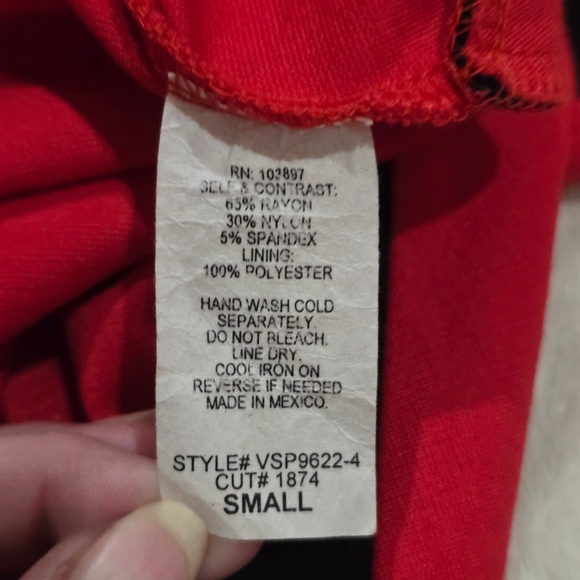 RN: 103897
SELF & CONTRAST:
65% RAYON
30% NYLON
5% SPANDEX
LINING:
100% POLYESTER
HAND WASH COLD
SEPARATELY.
DO NOT BLEACH.
LINE DRY.
COOL IRON ON
REVERSE IF NEEDED
MADE IN MEXICO.
STYLE# VSP9622-4
CUT# 1874
SMALL